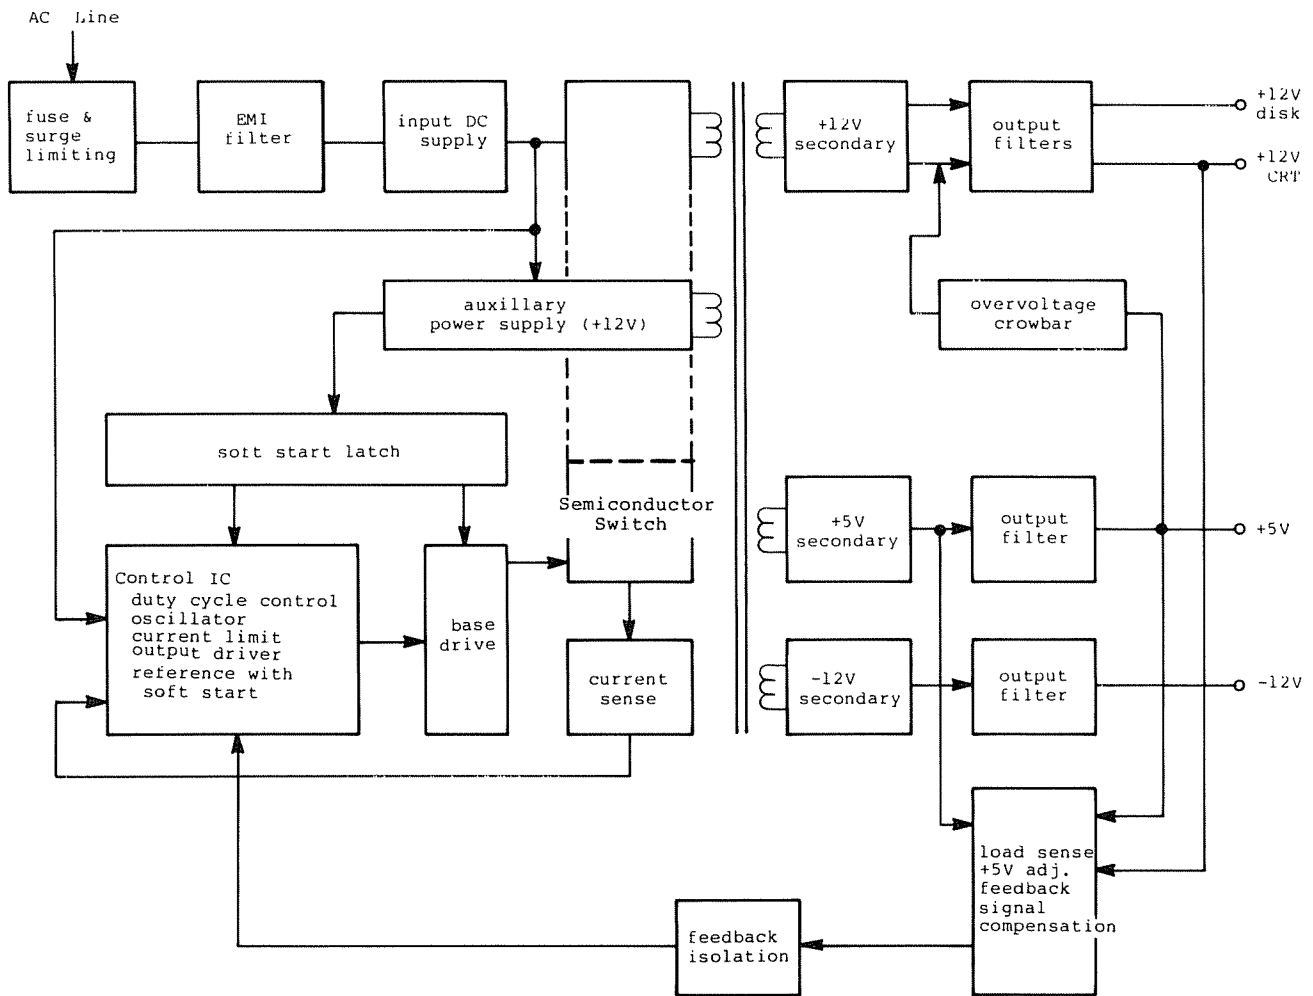 AC Line
fuse &
surge
limiting
EMI
filter
input DC
supply
+12V
secondary
output
filters
+12V
disk
+12V
CRT
auxillary
power supply (+12V)
overvoltage
crowbar
soft start latch
Semiconductor
Switch
+5V
secondary
output
filter
+5V
Control IC
duty cycle control
oscillator
current limit
output driver
reference with
soft start
base
drive
current
sense
-12V
secondary
output
filter
-12V
load sense
+5V adj.
feedback
signal
compensation
feedback
isolation